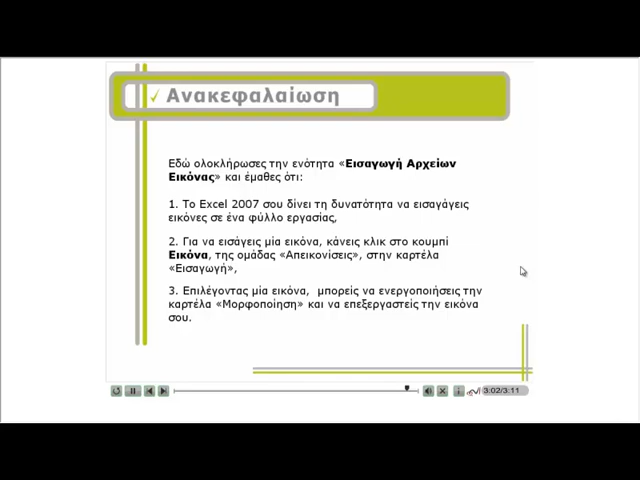 ✓ Ανακεφαλαίωση
Εδώ ολοκλήρωσες την ενότητα «Εισαγωγή Αρχείων
Εικόνας» και έμαθες ότι:
1. Το Excel 2007 σου δίνει τη δυνατότητα να εισαγάγεις
εικόνες σε ένα φύλλο εργασίας,
2. Για να εισάγεις μία εικόνα, κάνεις κλικ στο κουμπί
Εικόνα, της ομάδας «Απεικονίσεις», στην καρτέλα
«Εισαγωγή»,
3. Επιλέγοντας μία εικόνα, μπορείς να ενεργοποιήσεις την
καρτέλα «Μορφοποίηση» και να επεξεργαστείς την εικόνα
σου.
3:02/3:11